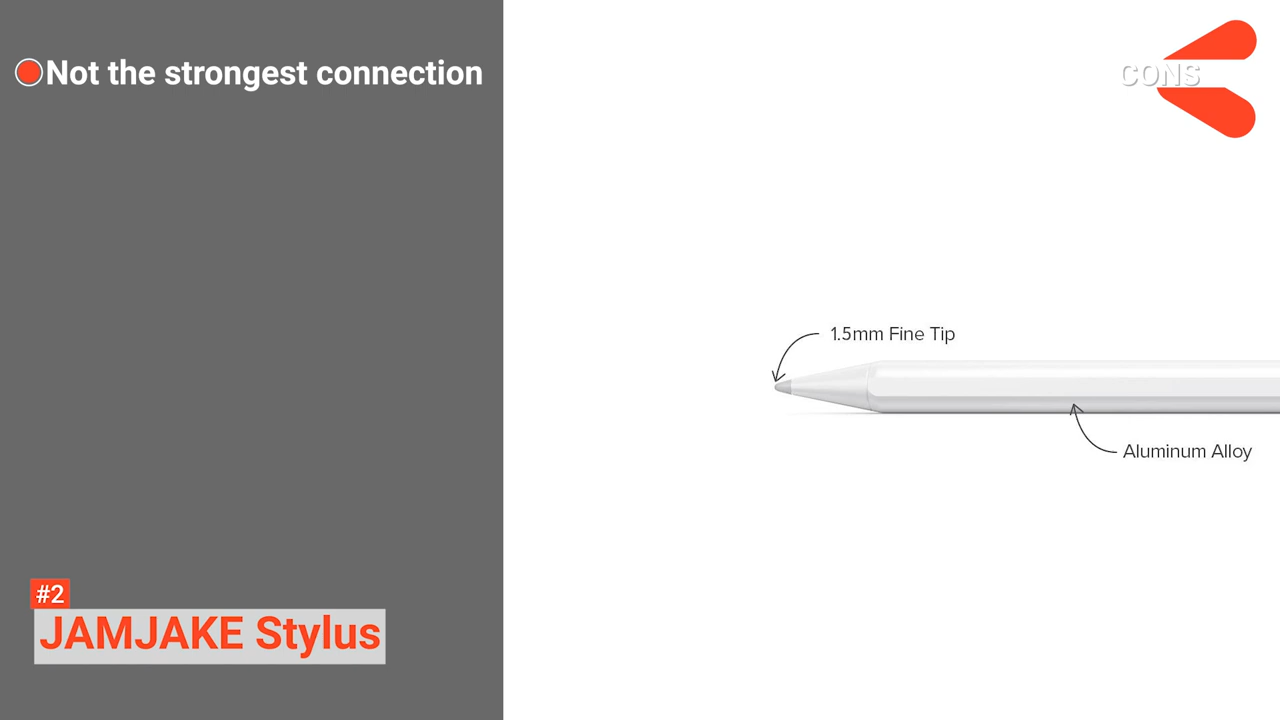 Not the strongest connection
CONS
1.5mm Fine Tip
Aluminum Alloy
#2
JAMJAKE Stylus